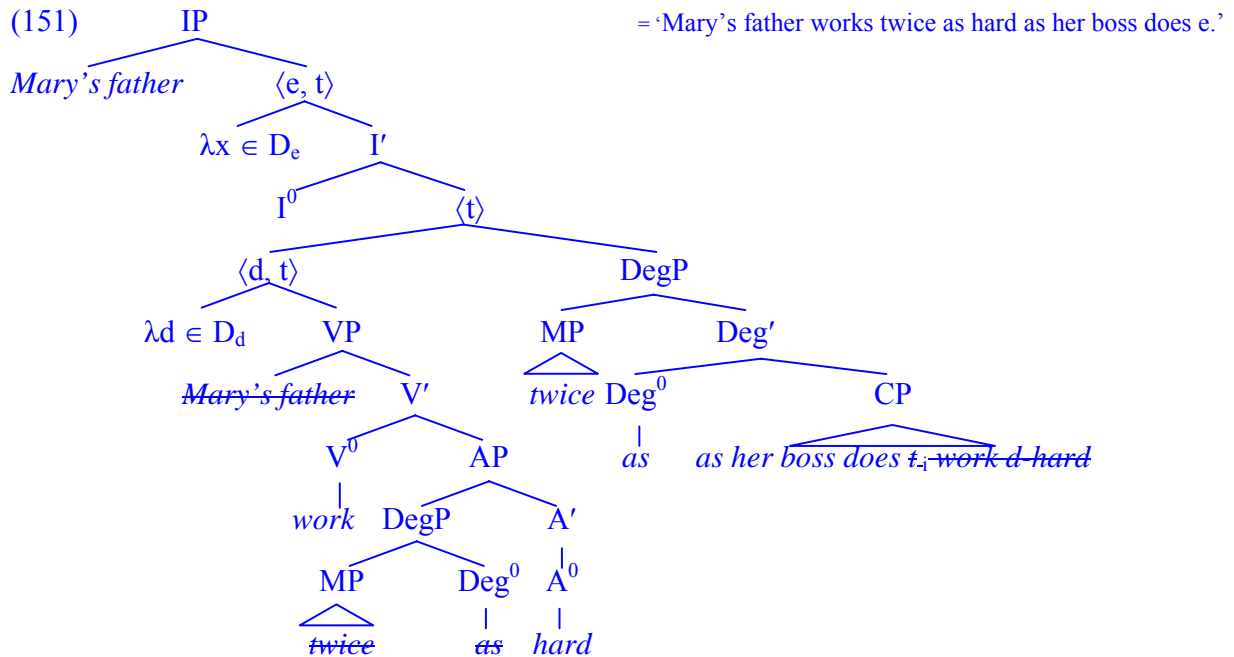 (151) IP = ‘Mary’s father works twice as hard as her boss does e.’
Mary’s father ⟨e, t⟩
λx ∈ Dₑ I′
I⁰ ⟨t⟩
⟨d, t⟩ DegP
λd ∈ D_d VP MP Deg′
Mary’s father V′ twice Deg⁰ CP
V⁰ AP as as her boss does t-ᵢ work d-hard
work DegP A′
MP Deg⁰ A⁰
twice as hard